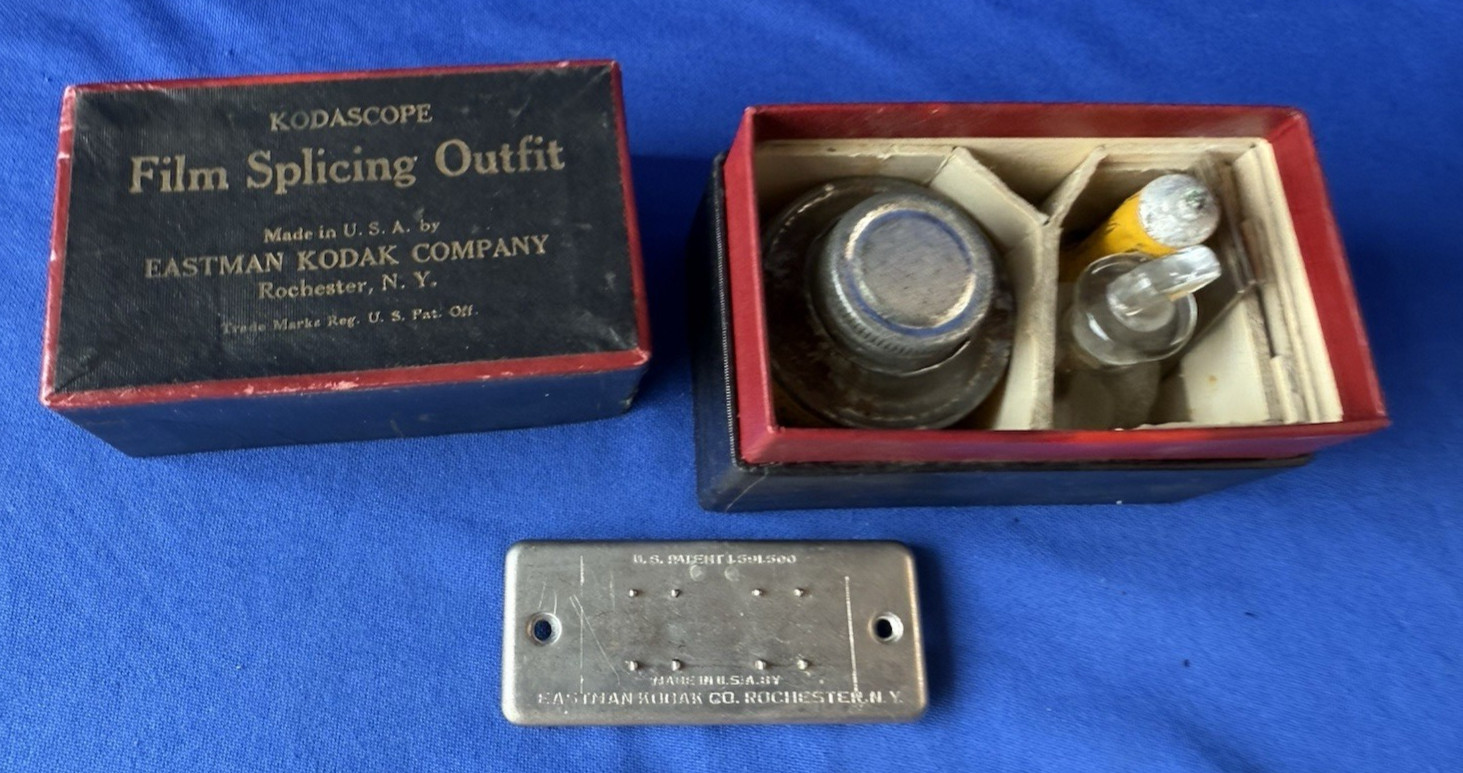 KODASCOPE
Film Splicing Outfit
Made in U. S. A. by
EASTMAN KODAK COMPANY
Rochester, N. Y.
Trade Marks Reg. U. S. Pat. Off.
U. S. PATENT
MADE IN U.S.A. BY
EASTMAN KODAK CO. ROCHESTER, N.Y.